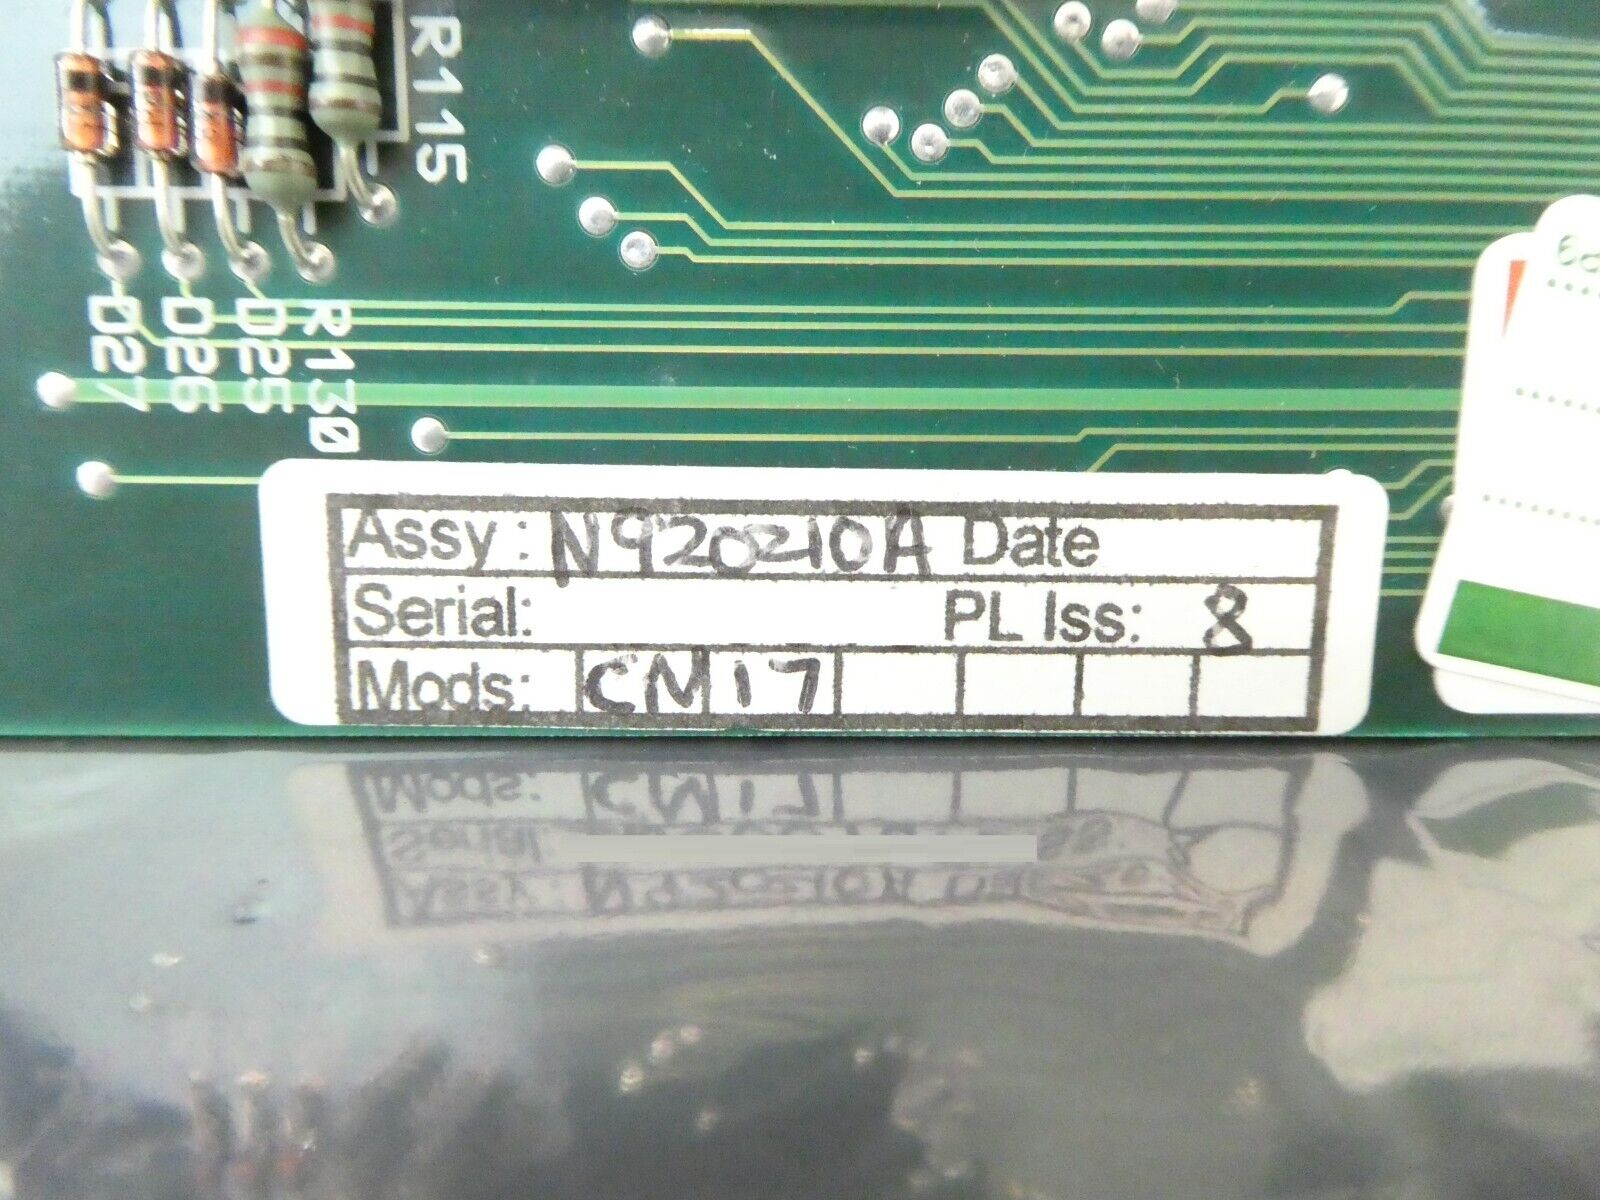 R115
D27 D26 D25 R130
Assy: N920210A Date
Serial: PL Iss: 8
Mods: CM17